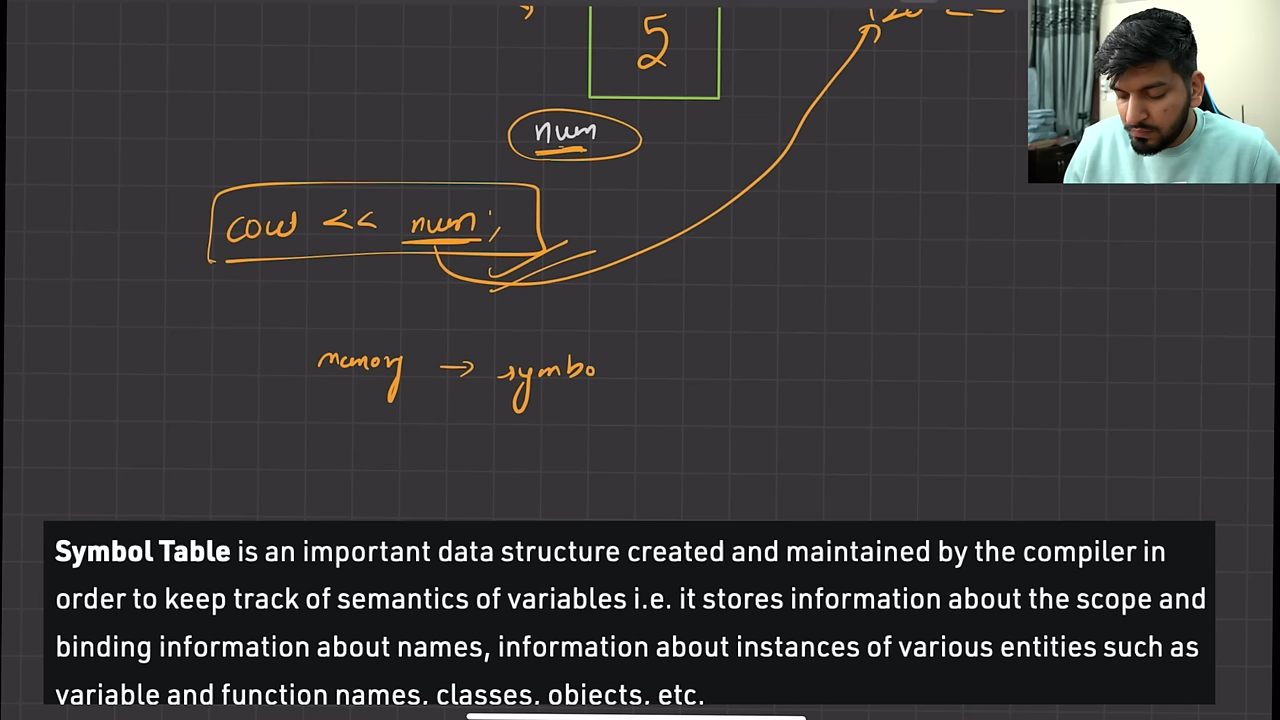 5
num
cout << num;
memory → symbo
Symbol Table is an important data structure created and maintained by the compiler in
order to keep track of semantics of variables i.e. it stores information about the scope and
binding information about names, information about instances of various entities such as
variable and function names, classes, objects, etc.